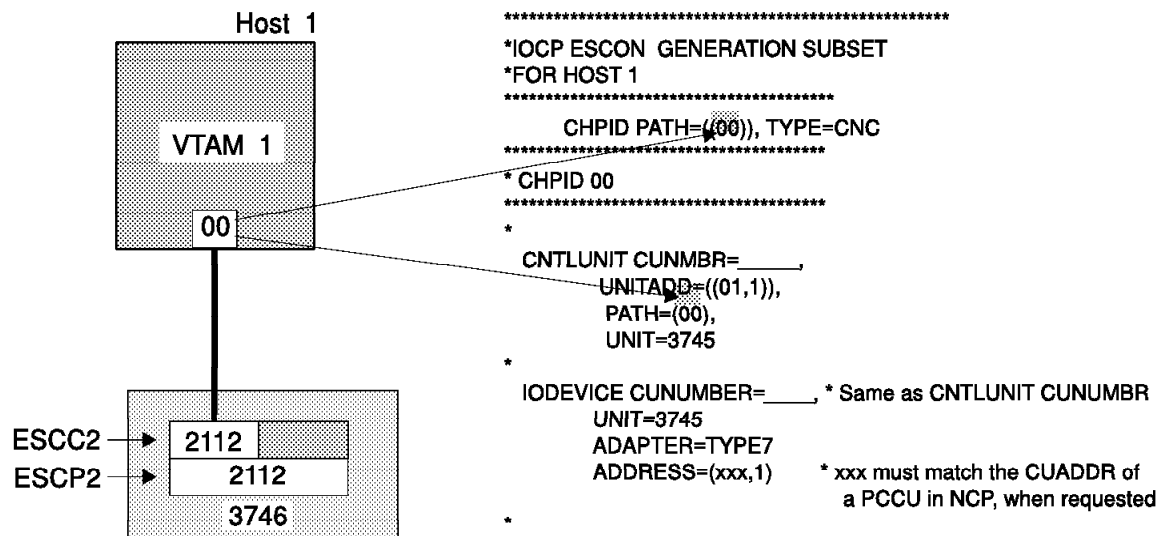 Host 1
VTAM 1
00
ESCC2
2112
ESCP2
2112
3746
******************************************************
*IOCP ESCON GENERATION SUBSET
*FOR HOST 1
****************************************
CHPID PATH=((00)), TYPE=CNC
***************************************
* CHPID 00
***************************************
*
CNTLUNIT CUNMBR=_____,
UNITADD=((01,1)),
PATH=(00),
UNIT=3745
*
IODEVICE CUNUMBER=____, * Same as CNTLUNIT CUNUMBR
UNIT=3745
ADAPTER=TYPE7
ADDRESS=(xxx,1) * xxx must match the CUADDR of
a PCCU in NCP, when requested
*